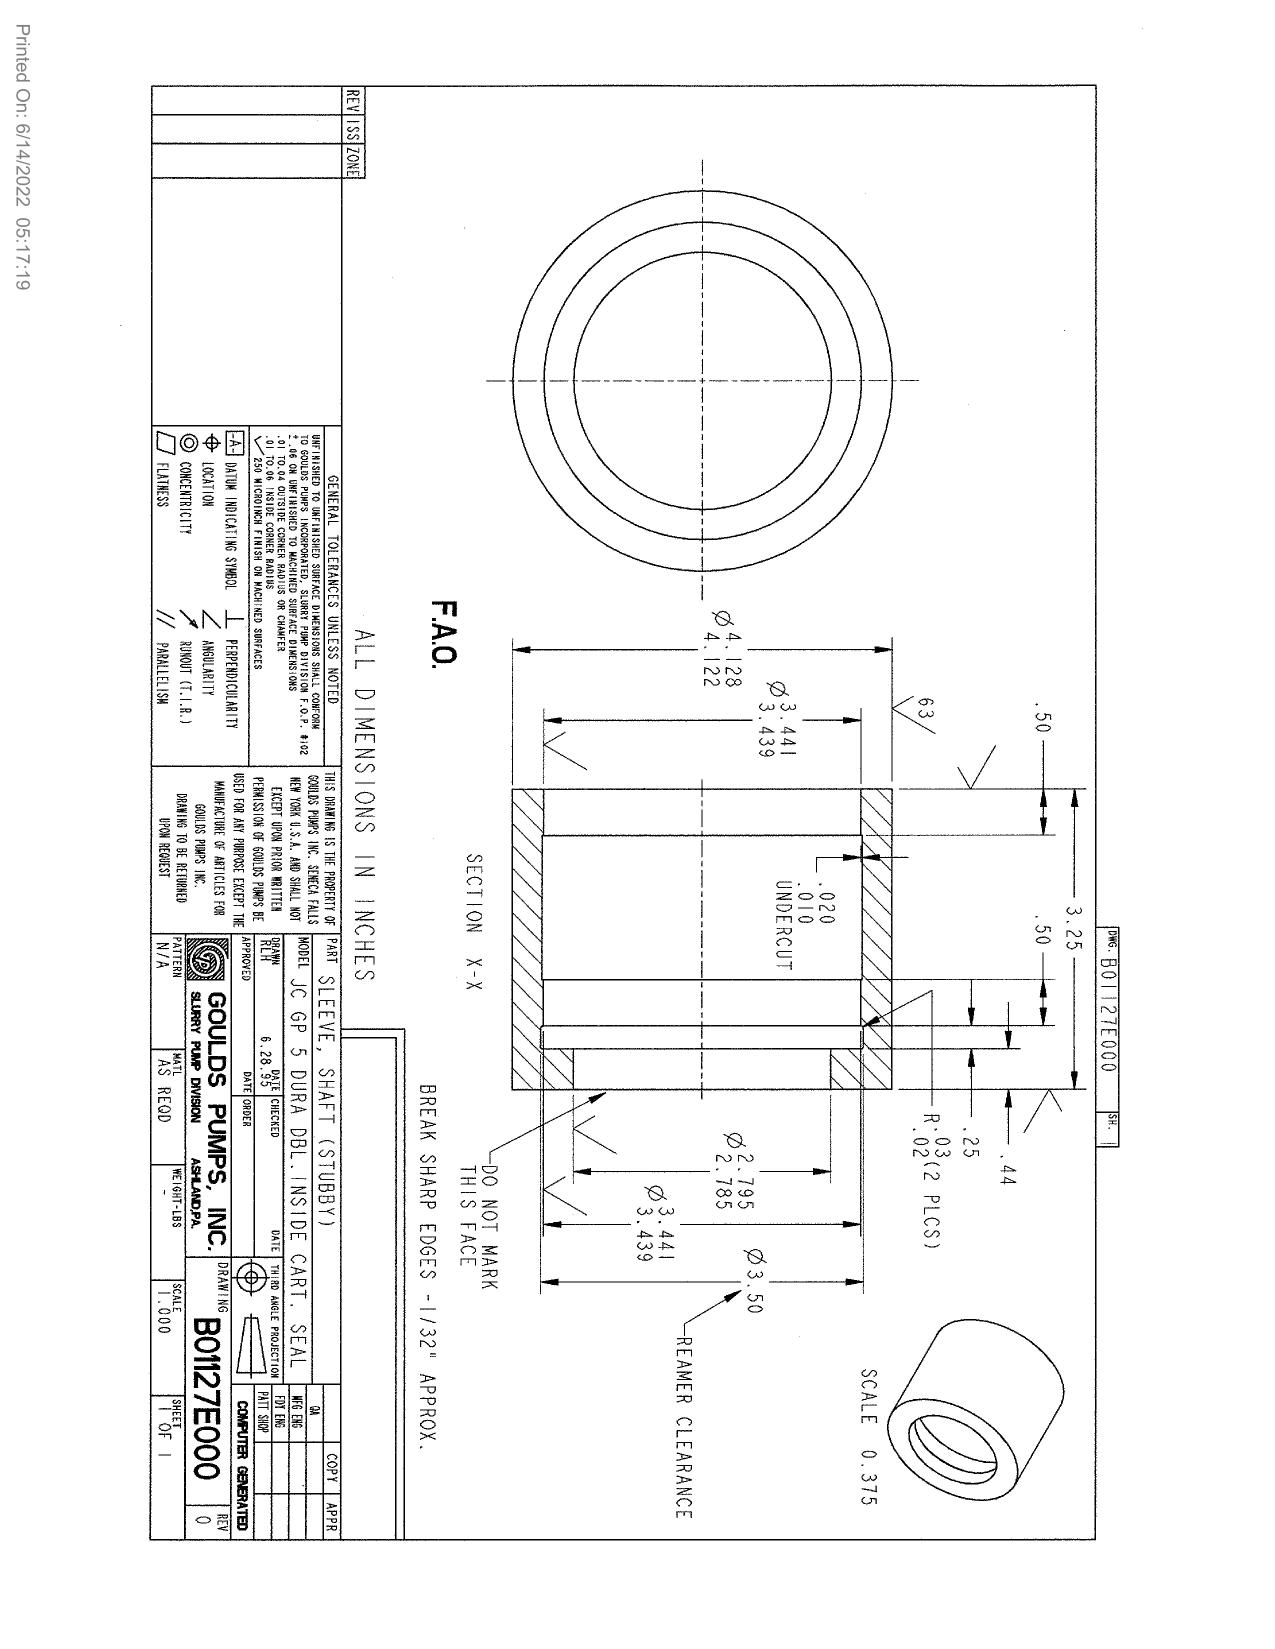 Printed On: 6/14/2022 05:17:19
DWG. B01127E000
SH. 1
SCALE 0.375
.50
3.25
.50
63
.44
.25
R.03
.02 (2 PLCS)
.020
.010
UNDERCUT
Ø4.128
4.122
Ø3.441
3.439
Ø2.795
2.785
Ø3.441
3.439
Ø3.50
REAMER CLEARANCE
DO NOT MARK
THIS FACE
SECTION X-X
F.A.O.
BREAK SHARP EDGES -1/32" APPROX.
ALL DIMENSIONS IN INCHES
REV ISS ZONE
GENERAL TOLERANCES UNLESS NOTED
UNFINISHED TO UNFINISHED SURFACE DIMENSIONS SHALL CONFORM
TO GOULDS PUMPS INCORPORATED, SLURRY PUMP DIVISION F.O.P. #102
±.06 ON UNFINISHED TO MACHINED SURFACE DIMENSIONS
.01 TO.04 OUTSIDE CORNER RADIUS OR CHAMFER
.01 TO.06 INSIDE CORNER RADIUS
250 MICROINCH FINISH ON MACHINED SURFACES
-A- DATUM INDICATING SYMBOL
LOCATION
CONCENTRICITY
FLATNESS
PERPENDICULARITY
ANGULARITY
RUNOUT (T.I.R.)
PARALLELISM
THIS DRAWING IS THE PROPERTY OF
GOULDS PUMPS INC. SENECA FALLS
NEW YORK U.S.A. AND SHALL NOT
EXCEPT UPON PRIOR WRITTEN
PERMISSION OF GOULDS PUMPS BE
USED FOR ANY PURPOSE EXCEPT THE
MANUFACTURE OF ARTICLES FOR
GOULDS PUMPS INC.
DRAWING TO BE RETURNED
UPON REQUEST
PART SLEEVE, SHAFT (STUBBY)
MODEL JC GP 5 DURA DBL. INSIDE CART. SEAL
DRAWN RLH
DATE 6.28.95
CHECKED
DATE
APPROVED
DATE
ORDER
THIRD ANGLE PROJECTION
COPY APPR
QA
MFG ENG
FDY ENG
PATT SHOP
COMPUTER GENERATED
GOULDS PUMPS, INC.
SLURRY PUMP DIVISION ASHLAND,PA.
DRAWING B01127E000
REV 0
PATTERN N/A
MATL AS REQD
WEIGHT-LBS -
SCALE 1.000
SHEET 1 OF 1